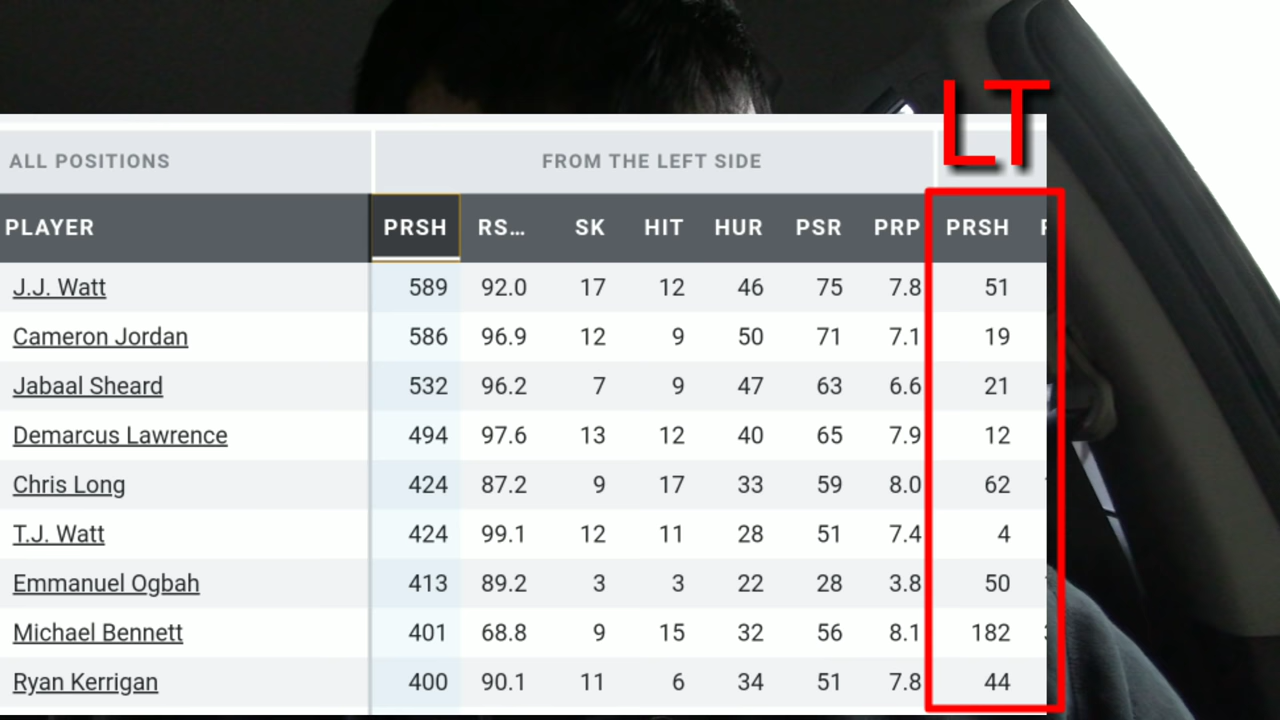 LT
ALL POSITIONS FROM THE LEFT SIDE
PLAYER PRSH RS... SK HIT HUR PSR PRP PRSH
J.J. Watt 589 92.0 17 12 46 75 7.8 51
Cameron Jordan 586 96.9 12 9 50 71 7.1 19
Jabaal Sheard 532 96.2 7 9 47 63 6.6 21
Demarcus Lawrence 494 97.6 13 12 40 65 7.9 12
Chris Long 424 87.2 9 17 33 59 8.0 62
T.J. Watt 424 99.1 12 11 28 51 7.4 4
Emmanuel Ogbah 413 89.2 3 3 22 28 3.8 50
Michael Bennett 401 68.8 9 15 32 56 8.1 182
Ryan Kerrigan 400 90.1 11 6 34 51 7.8 44